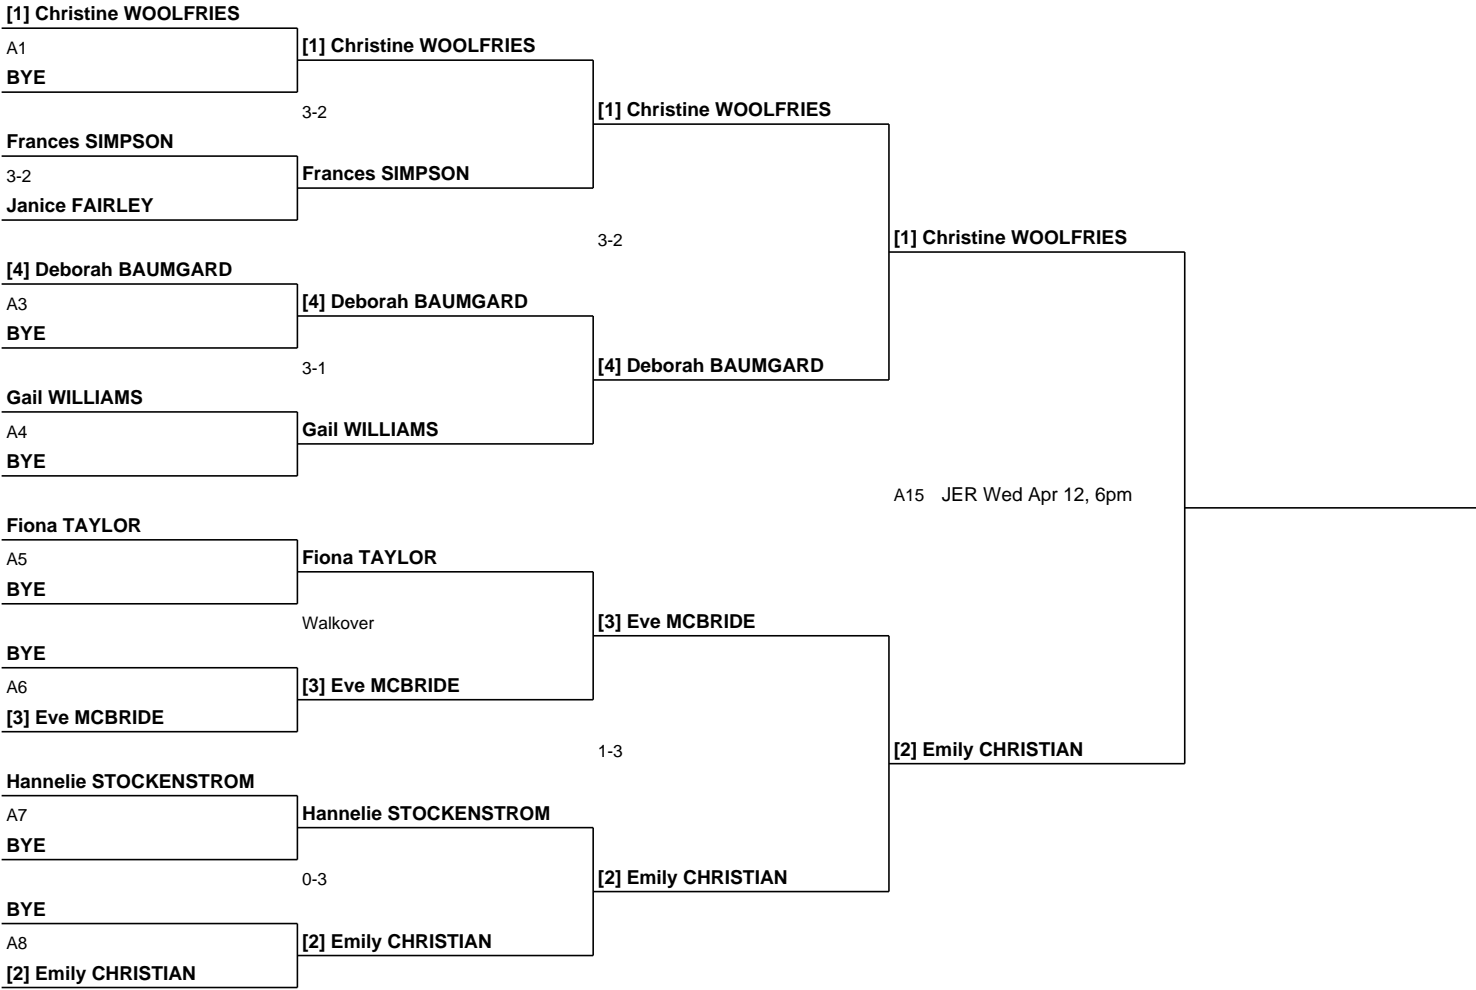 [1] Christine WOOLFRIES
A1
BYE
Frances SIMPSON
3-2
Janice FAIRLEY
[4] Deborah BAUMGARD
A3
BYE
Gail WILLIAMS
A4
BYE
Fiona TAYLOR
A5
BYE
BYE
A6
[3] Eve MCBRIDE
Hannelie STOCKENSTROM
A7
BYE
BYE
A8
[2] Emily CHRISTIAN
[1] Christine WOOLFRIES
3-2
Frances SIMPSON
[4] Deborah BAUMGARD
3-1
Gail WILLIAMS
Fiona TAYLOR
Walkover
[3] Eve MCBRIDE
Hannelie STOCKENSTROM
0-3
[2] Emily CHRISTIAN
[1] Christine WOOLFRIES
3-2
[4] Deborah BAUMGARD
[3] Eve MCBRIDE
1-3
[2] Emily CHRISTIAN
[1] Christine WOOLFRIES
A15 JER Wed Apr 12, 6pm
[2] Emily CHRISTIAN